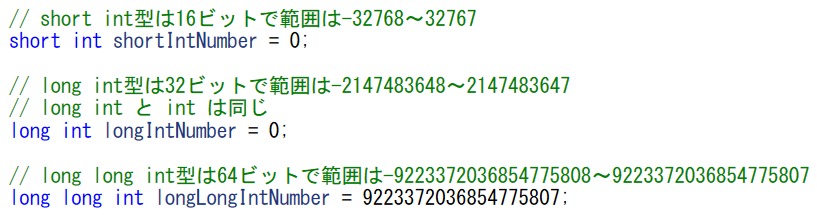 // short int型は16ビットで範囲は-32768～32767
short int shortIntNumber = 0;
// long int型は32ビットで範囲は-2147483648～2147483647
// long int と int は同じ
long int longIntNumber = 0;
// long long int型は64ビットで範囲は-9223372036854775808～9223372036854775807
long long int longLongIntNumber = 9223372036854775807;